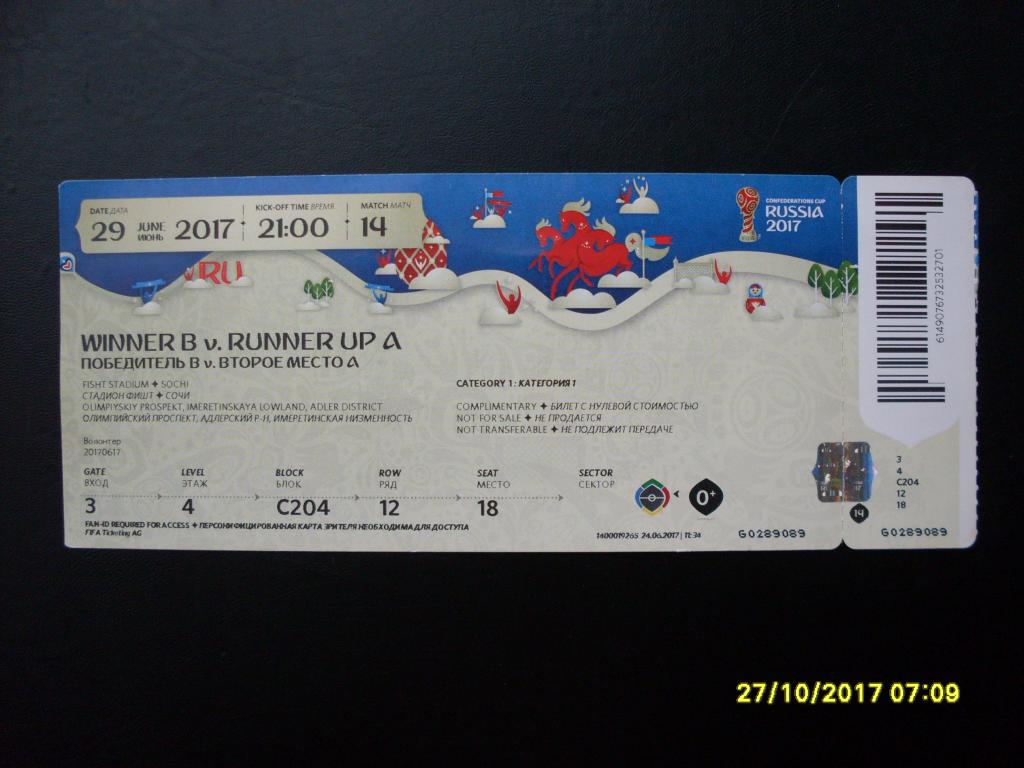 DATE ДАТА
29 JUNE ИЮНЬ 2017
KICK-OFF TIME ВРЕМЯ
21:00
MATCH МАТЧ
14
CONFEDERATIONS CUP
RUSSIA
2017
RU
WINNER B v. RUNNER UP A
ПОБЕДИТЕЛЬ B v. ВТОРОЕ МЕСТО A
FISHT STADIUM ✦ SOCHI
СТАДИОН ФИШТ ✦ СОЧИ
OLIMPIYSKIY PROSPEKT, IMERETINSKAYA LOWLAND, ADLER DISTRICT
ОЛИМПИЙСКИЙ ПРОСПЕКТ, АДЛЕРСКИЙ Р-Н, ИМЕРЕТИНСКАЯ НИЗМЕННОСТЬ
CATEGORY 1 : КАТЕГОРИЯ 1
COMPLIMENTARY ✦ БИЛЕТ С НУЛЕВОЙ СТОИМОСТЬЮ
NOT FOR SALE ✦ НЕ ПРОДАЕТСЯ
NOT TRANSFERABLE ✦ НЕ ПОДЛЕЖИТ ПЕРЕДАЧЕ
Волонтер
20170617
GATE LEVEL BLOCK ROW SEAT SECTOR
ВХОД ЭТАЖ БЛОК РЯД МЕСТО СЕКТОР
3 4 C204 12 18
0+
FAN-ID REQUIRED FOR ACCESS ✦ ПЕРСОНИФИЦИРОВАННАЯ КАРТА ЗРИТЕЛЯ НЕОБХОДИМА ДЛЯ ДОСТУПА
FIFA Ticketing AG
1400019265 24.06.2017 | 11:34
G0289089
6149076732532701
3
4
C204
12
18
14
G0289089
27/10/2017 07:09